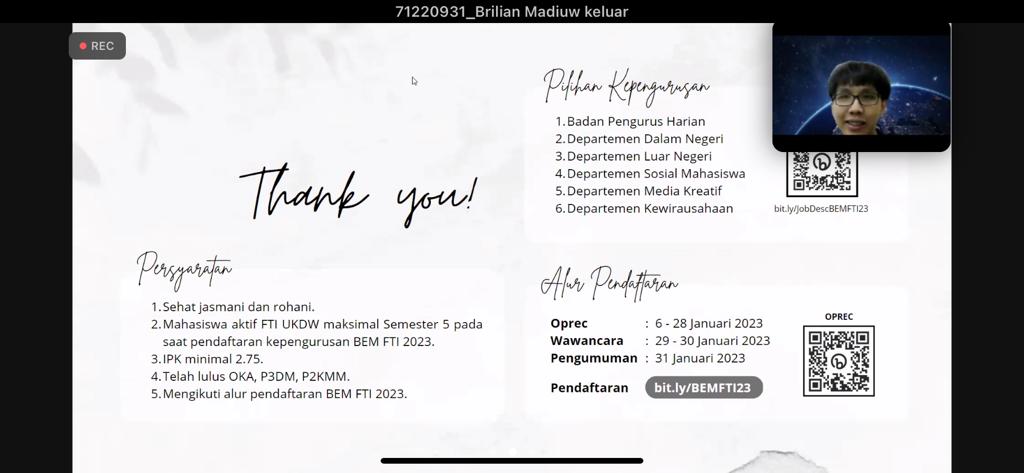 71220931_Brilian Madiuw keluar
REC
Thank you!
Persyaratan
1. Sehat jasmani dan rohani.
2. Mahasiswa aktif FTI UKDW maksimal Semester 5 pada
saat pendaftaran kepengurusan BEM FTI 2023.
3. IPK minimal 2.75.
4. Telah lulus OKA, P3DM, P2KMM.
5. Mengikuti alur pendaftaran BEM FTI 2023.
Pilihan Kepengurusan
1. Badan Pengurus Harian
2. Departemen Dalam Negeri
3. Departemen Luar Negeri
4. Departemen Sosial Mahasiswa
5. Departemen Media Kreatif
6. Departemen Kewirausahaan
bit.ly/JobDescBEMFTI23
Alur Pendaftaran
Oprec : 6 - 28 Januari 2023
Wawancara : 29 - 30 Januari 2023
Pengumuman : 31 Januari 2023
Pendaftaran bit.ly/BEMFTI23
OPREC